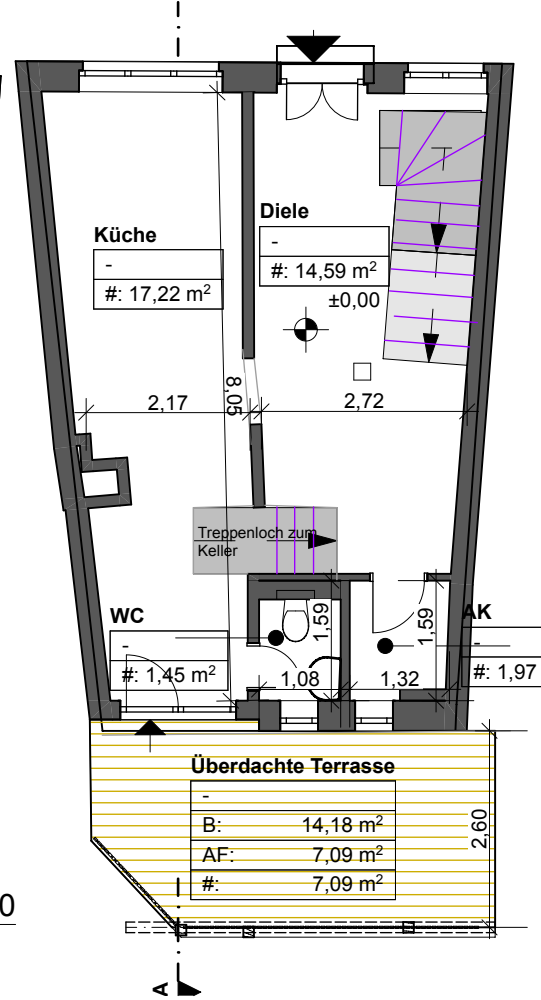 Diele
-
#: 14,59 m²
±0,00
Küche
-
#: 17,22 m²
2,17
8,05
2,72
Treppenloch zum
Keller
WC
-
#: 1,45 m²
1,59
1,08
1,59
1,32
AK
-
#: 1,97
Überdachte Terrasse
-
B: 14,18 m²
AF: 7,09 m²
#: 7,09 m²
2,60
0
A